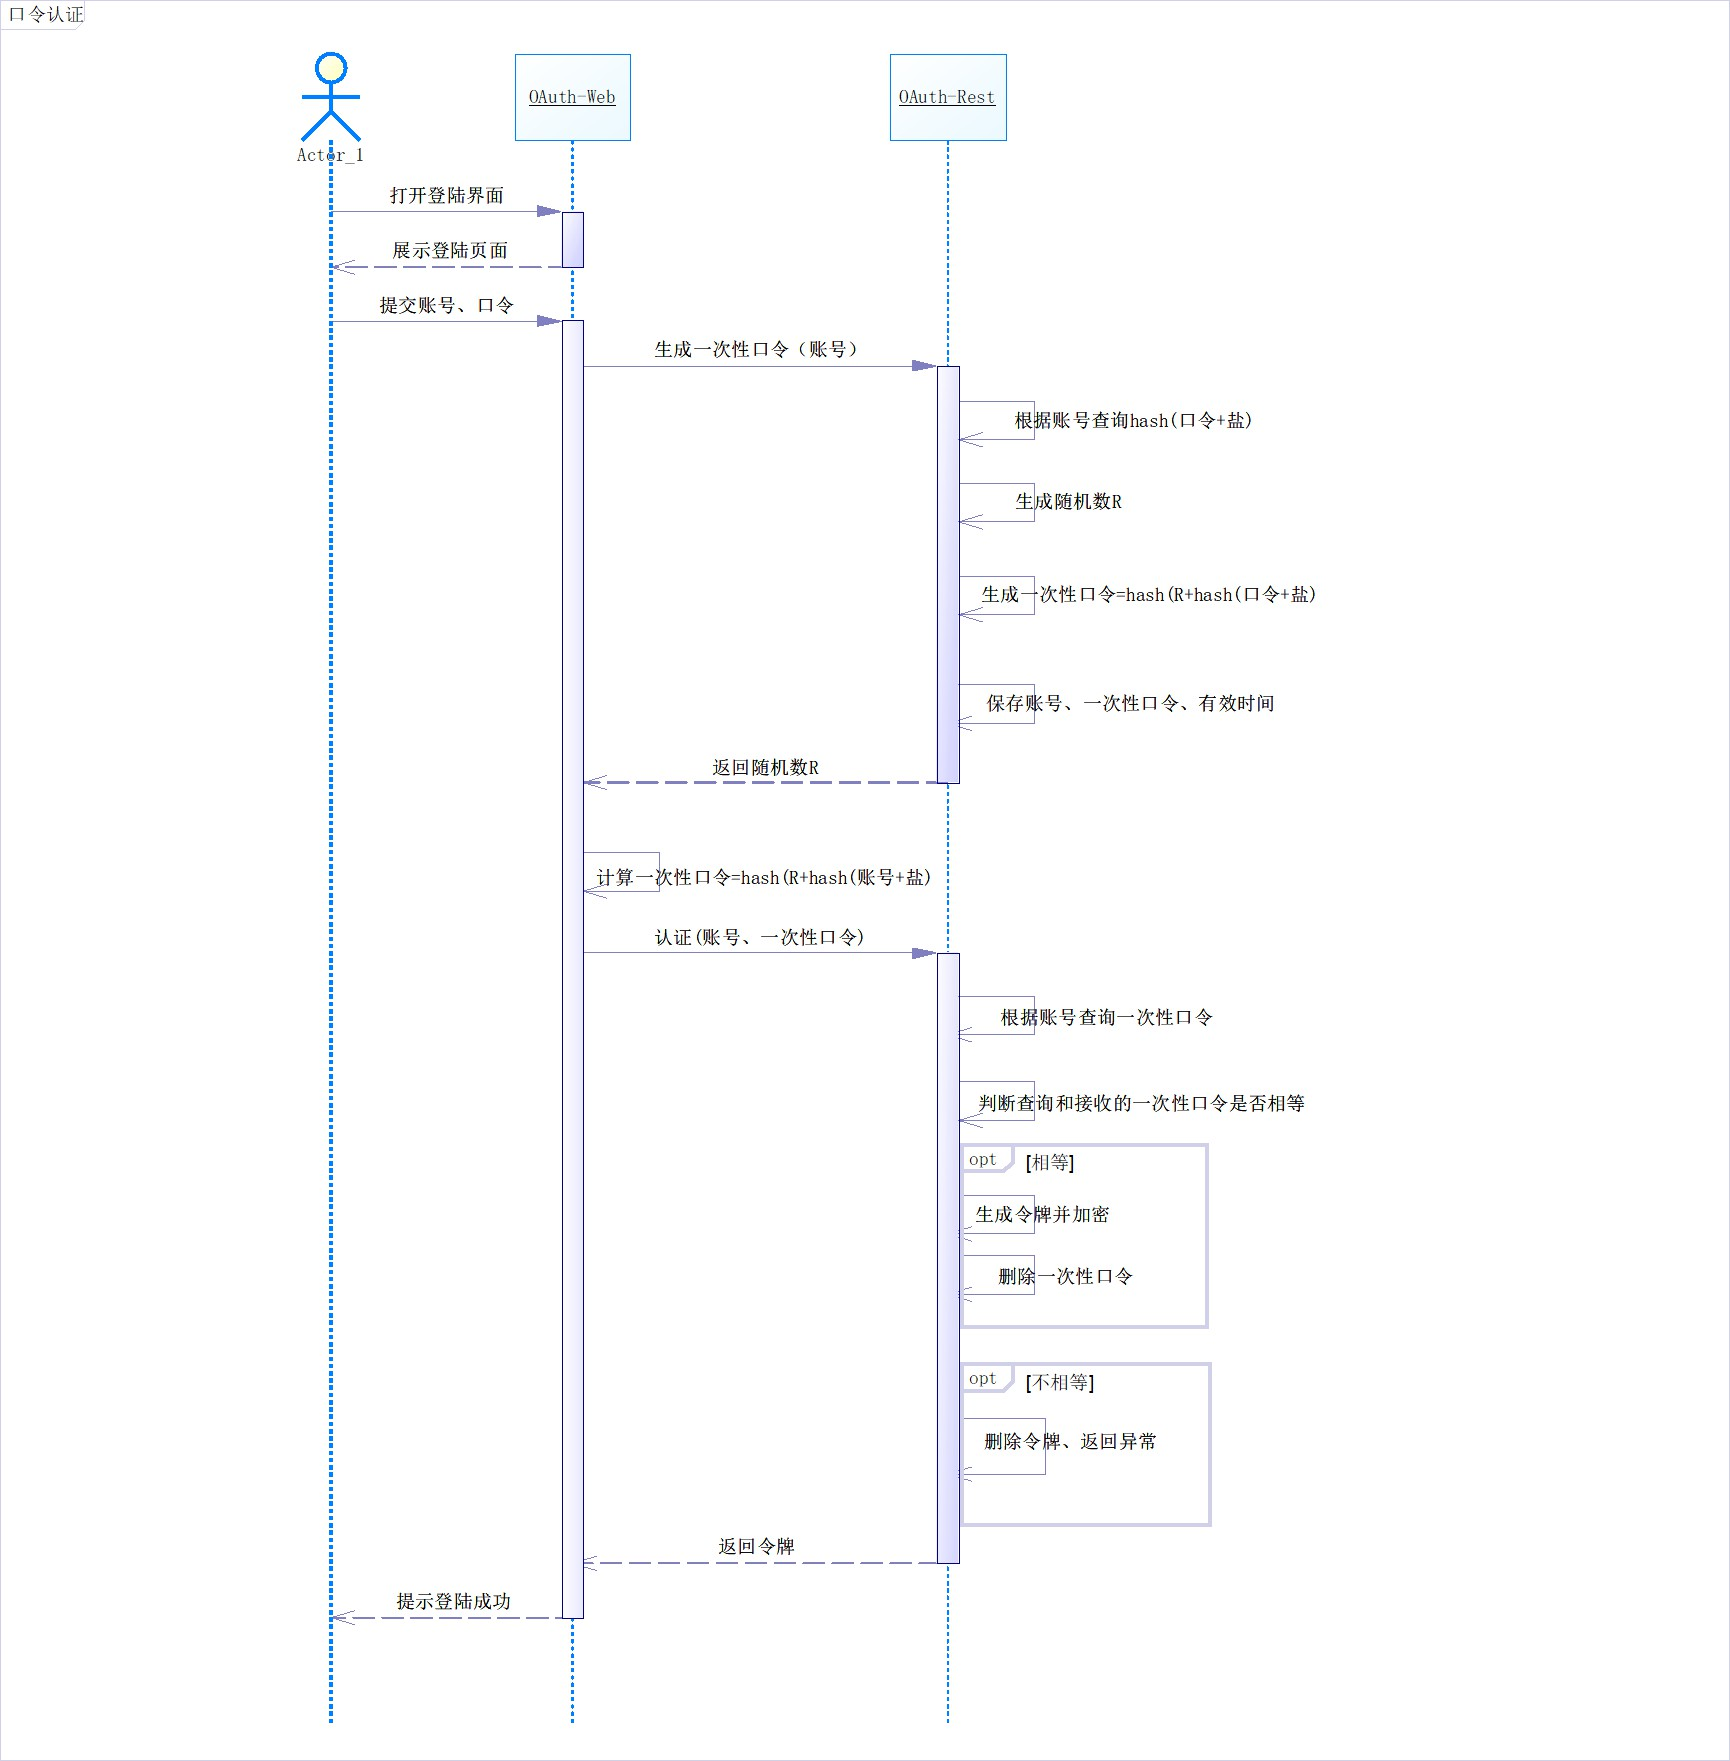 口令认证
OAuth-Web
OAuth-Rest
Actor_1
打开登陆界面
展示登陆页面
提交账号、口令
生成一次性口令（账号）
根据账号查询hash(口令+盐)
生成随机数R
生成一次性口令=hash(R+hash(口令+盐)
保存账号、一次性口令、有效时间
返回随机数R
计算一次性口令=hash(R+hash(账号+盐)
认证(账号、一次性口令)
根据账号查询一次性口令
判断查询和接收的一次性口令是否相等
opt [相等]
生成令牌并加密
删除一次性口令
opt [不相等]
删除令牌、返回异常
返回令牌
提示登陆成功